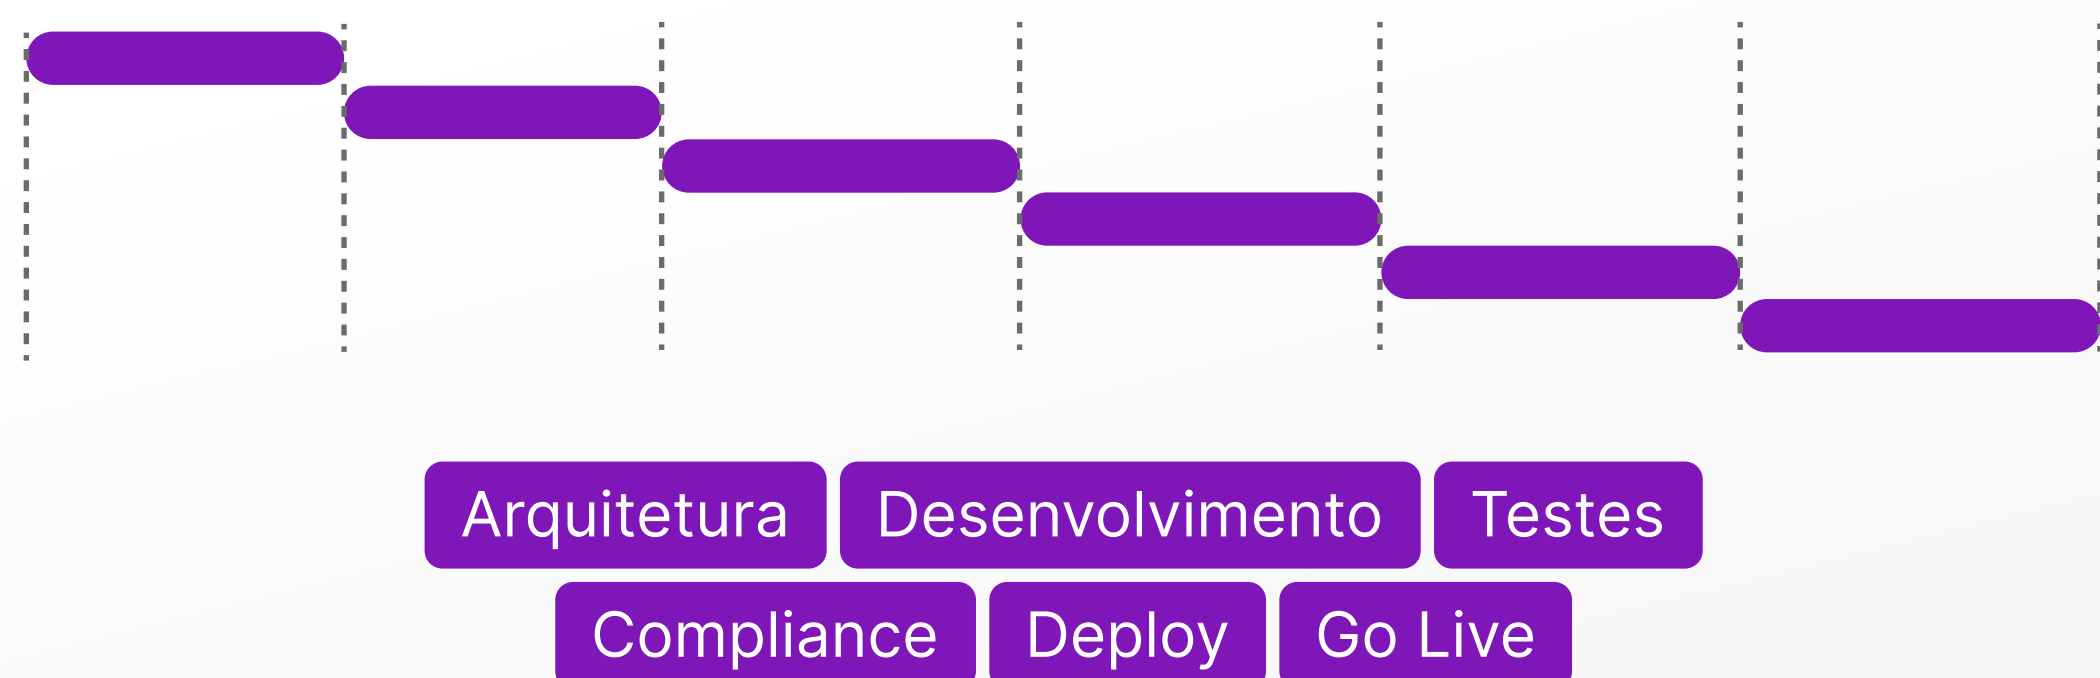 Arquitetura Desenvolvimento Testes
Compliance Deploy Go Live